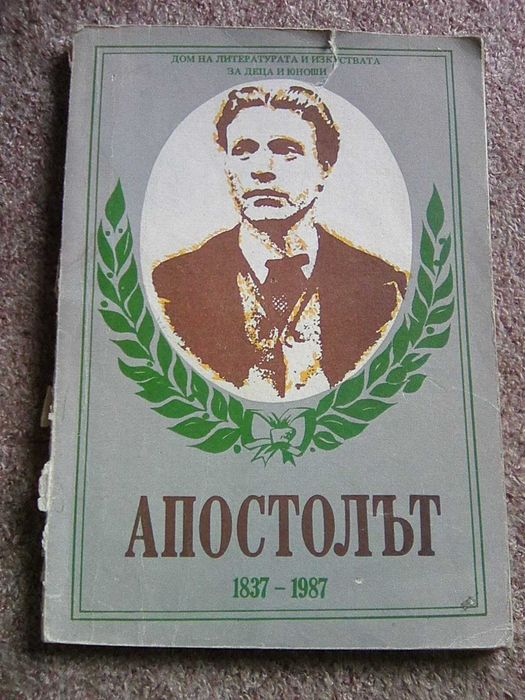 ДОМ НА ЛИТЕРАТУРАТА И ИЗКУСТВАТА
ЗА ДЕЦА И ЮНОШИ
АПОСТОЛЪТ
1837 - 1987